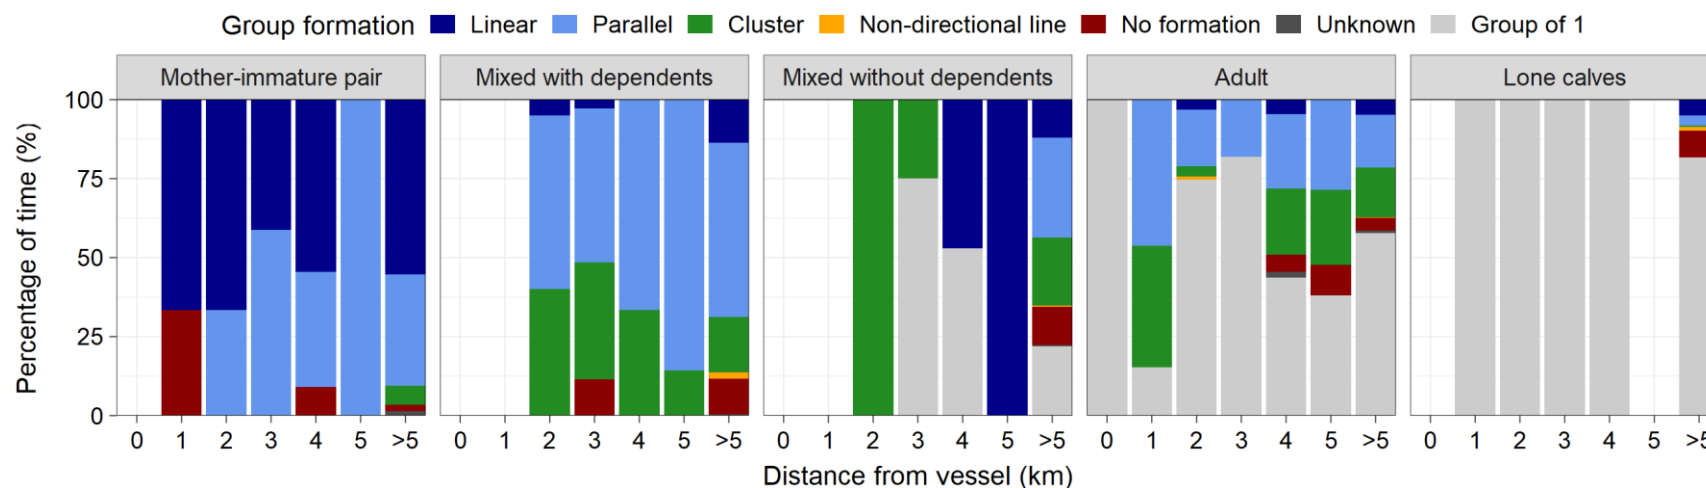 Group formation Linear Parallel Cluster Non-directional line No formation Unknown Group of 1
Mother-immature pair Mixed with dependents Mixed without dependents Adult Lone calves
Percentage of time (%)
100
75
50
25
0
0 1 2 3 4 5 >5 0 1 2 3 4 5 >5 0 1 2 3 4 5 >5 0 1 2 3 4 5 >5 0 1 2 3 4 5 >5
Distance from vessel (km)